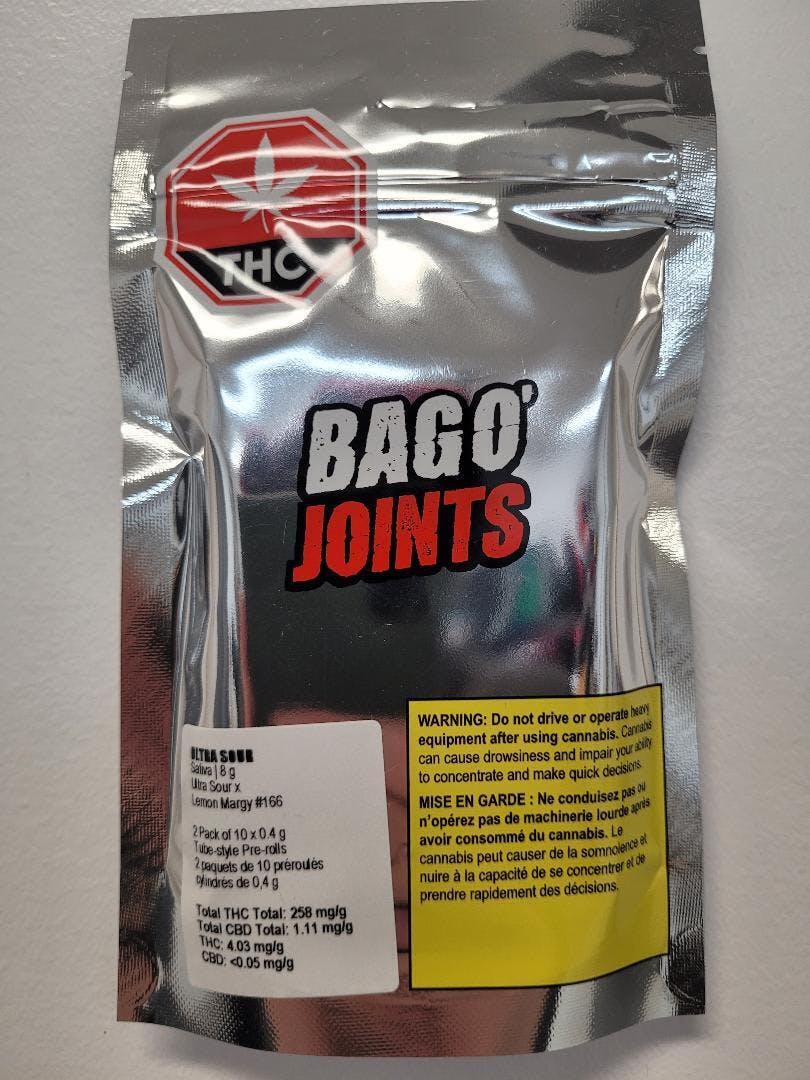 THC
BAG O'
JOINTS
ULTRA SOUR
Sativa | 8 g
Ultra Sour x
Lemon Margy #166
2 Pack of 10 x 0.4 g
Tube-style Pre-rolls
2 paquets de 10 préroulés
cylindrés de 0,4 g
Total THC Total: 258 mg/g
Total CBD Total: 1.11 mg/g
THC: 4.03 mg/g
CBD: <0.05 mg/g
WARNING: Do not drive or operate heavy
equipment after using cannabis. Cannabis
can cause drowsiness and impair your ability
to concentrate and make quick decisions.
MISE EN GARDE : Ne conduisez pas ou
n'opérez pas de machinerie lourde après
avoir consommé du cannabis. Le
cannabis peut causer de la somnolence et
nuire à la capacité de se concentrer et de
prendre rapidement des décisions.